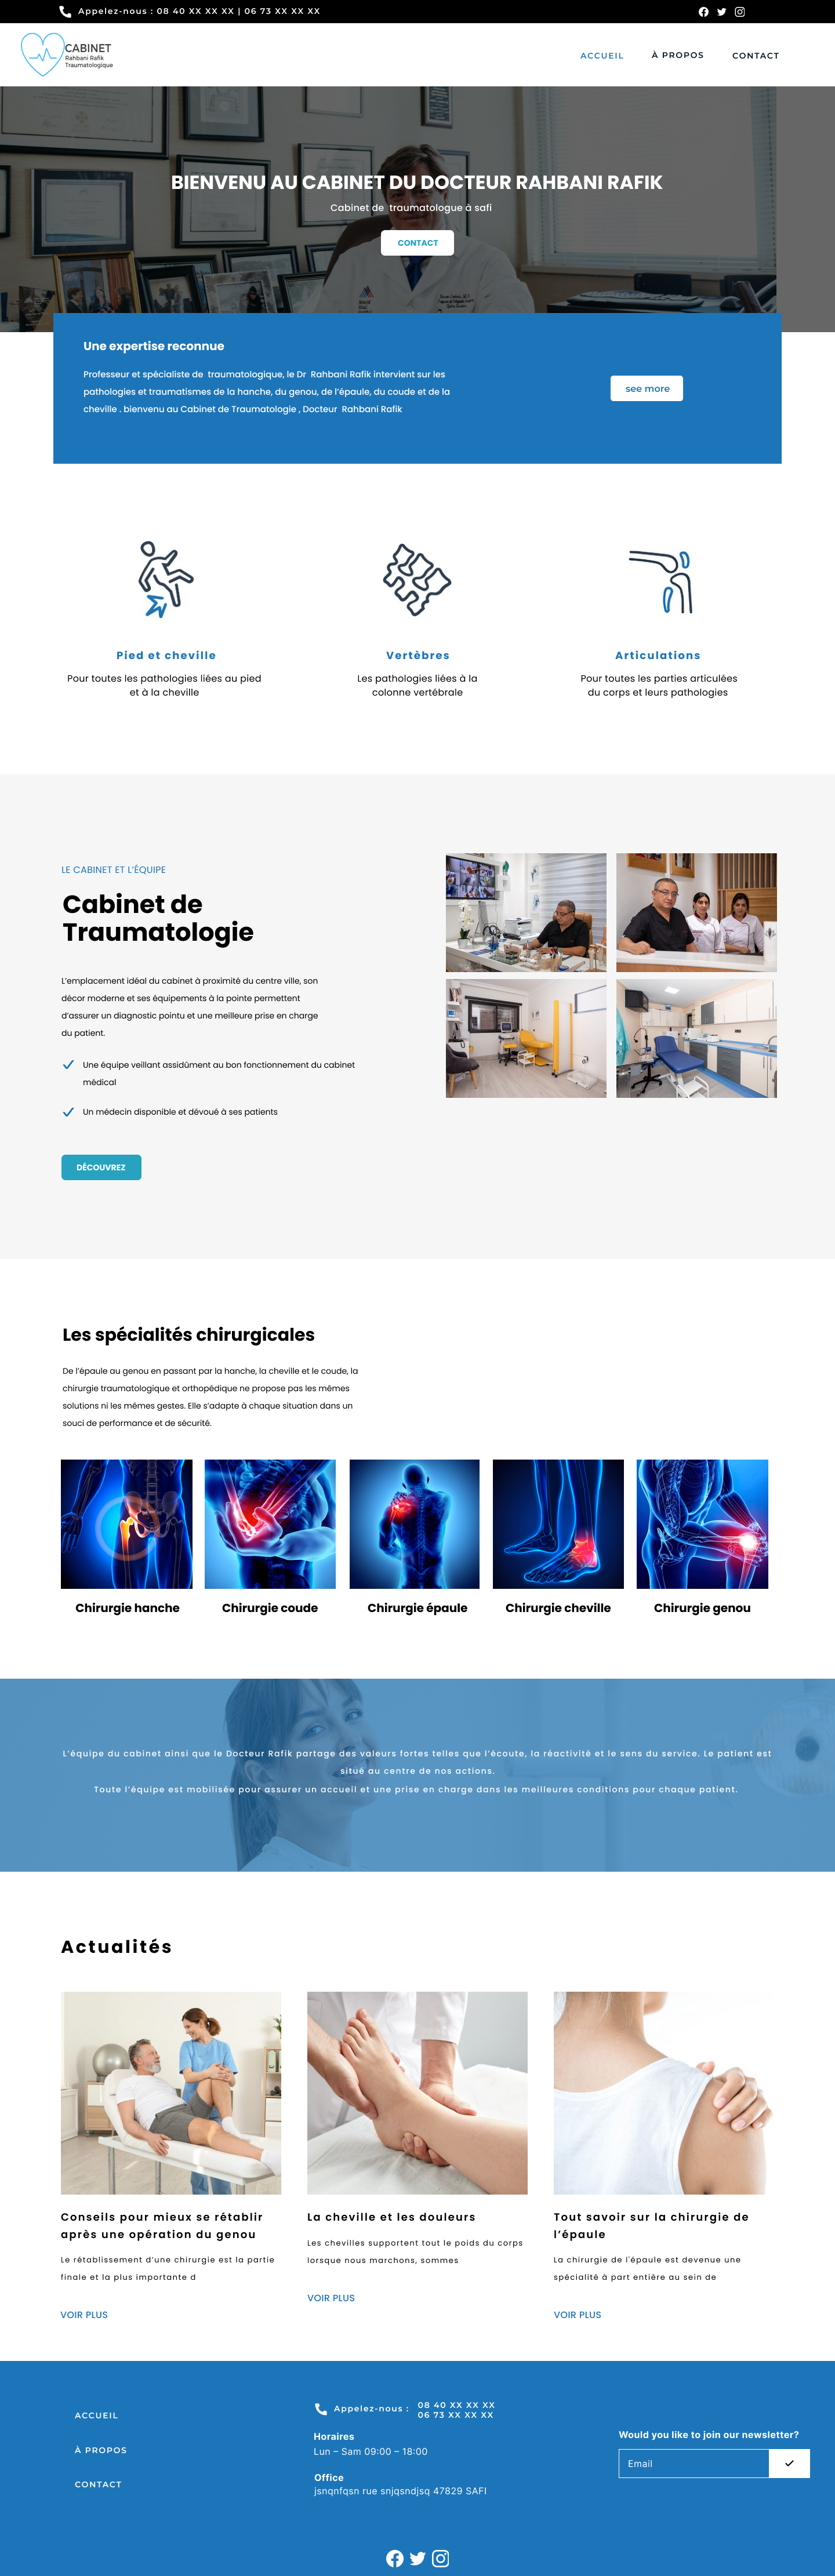 Appelez-nous : 08 40 XX XX XX | 06 73 XX XX XX
CABINET
Rahbani Rafik
Traumatologique
ACCUEIL
À PROPOS
CONTACT
BIENVENU AU CABINET DU DOCTEUR RAHBANI RAFIK
Cabinet de traumatologue à safi
CONTACT
Une expertise reconnue
Professeur et spécialiste de traumatologique, le Dr Rahbani Rafik intervient sur les
pathologies et traumatismes de la hanche, du genou, de l'épaule, du coude et de la
cheville . bienvenu au Cabinet de Traumatologie , Docteur Rahbani Rafik
see more
Pied et cheville
Pour toutes les pathologies liées au pied
et à la cheville
Vertèbres
Les pathologies liées à la
colonne vertébrale
Articulations
Pour toutes les parties articulées
du corps et leurs pathologies
LE CABINET ET L'ÉQUIPE
Cabinet de
Traumatologie
L'emplacement idéal du cabinet à proximité du centre ville, son
décor moderne et ses équipements à la pointe permettent
d'assurer un diagnostic pointu et une meilleure prise en charge
du patient.
Une équipe veillant assidûment au bon fonctionnement du cabinet
médical
Un médecin disponible et dévoué à ses patients
DÉCOUVREZ
Les spécialités chirurgicales
De l'épaule au genou en passant par la hanche, la cheville et le coude, la
chirurgie traumatologique et orthopédique ne propose pas les mêmes
solutions ni les mêmes gestes. Elle s'adapte à chaque situation dans un
souci de performance et de sécurité.
Chirurgie hanche
Chirurgie coude
Chirurgie épaule
Chirurgie cheville
Chirurgie genou
L'équipe du cabinet ainsi que le Docteur Rafik partage des valeurs fortes telles que l'écoute, la réactivité et le sens du service. Le patient est
situé au centre de nos actions.
Toute l'équipe est mobilisée pour assurer un accueil et une prise en charge dans les meilleures conditions pour chaque patient.
Actualités
Conseils pour mieux se rétablir
après une opération du genou
Le rétablissement d'une chirurgie est la partie
finale et la plus importante d
VOIR PLUS
La cheville et les douleurs
Les chevilles supportent tout le poids du corps
lorsque nous marchons, sommes
VOIR PLUS
Tout savoir sur la chirurgie de
l'épaule
La chirurgie de l'épaule est devenue une
spécialité à part entière au sein de
VOIR PLUS
ACCUEIL
À PROPOS
CONTACT
Appelez-nous :
08 40 XX XX XX
06 73 XX XX XX
Horaires
Lun – Sam 09:00 – 18:00
Office
jsnqnfqsn rue snjqsndjsq 47829 SAFI
Would you like to join our newsletter?
Email